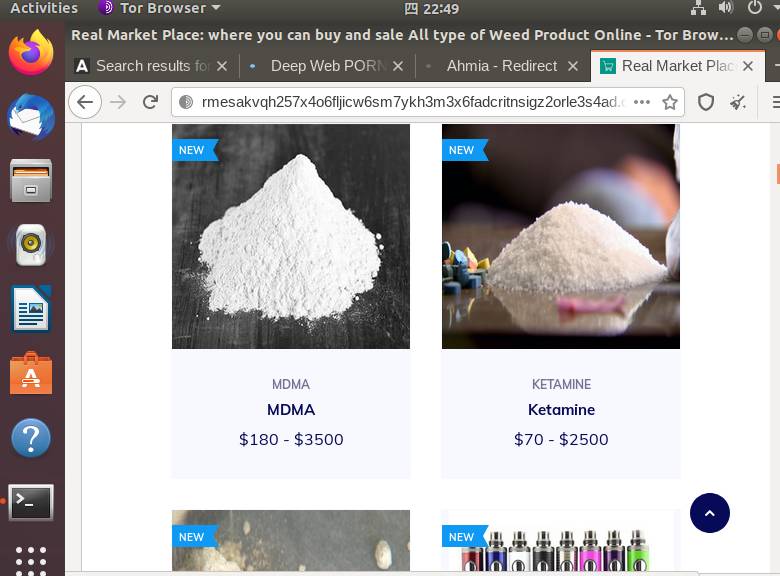 Activities Tor Browser 四 22:49
Real Market Place: where you can buy and sale All type of Weed Product Online - Tor Brow...
Search results fo
Deep Web PORN
Ahmia - Redirect
Real Market Plac
rmesakvqh257x4o6fljicw6sm7ykh3m3x6fadcritnsigz2orle3s4ad.c
NEW
NEW
MDMA
MDMA
$180 - $3500
KETAMINE
Ketamine
$70 - $2500
NEW
NEW